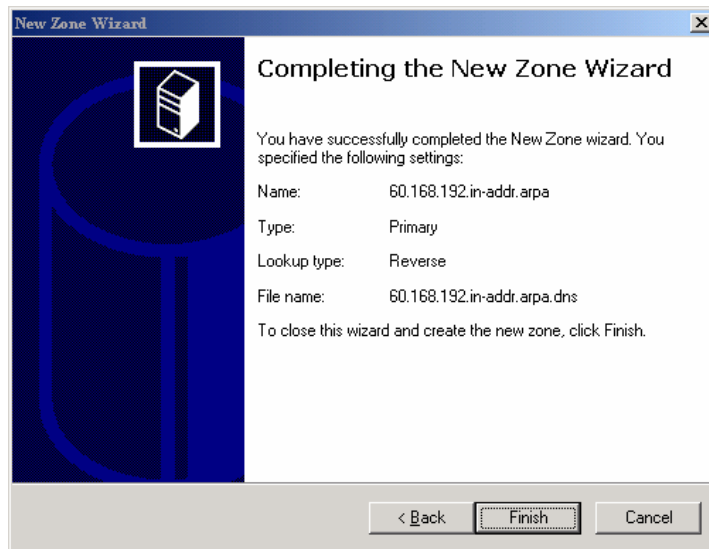 New Zone Wizard
Completing the New Zone Wizard
You have successfully completed the New Zone wizard. You
specified the following settings:
Name: 60.168.192.in-addr.arpa
Type: Primary
Lookup type: Reverse
File name: 60.168.192.in-addr.arpa.dns
To close this wizard and create the new zone, click Finish.
< Back Finish Cancel